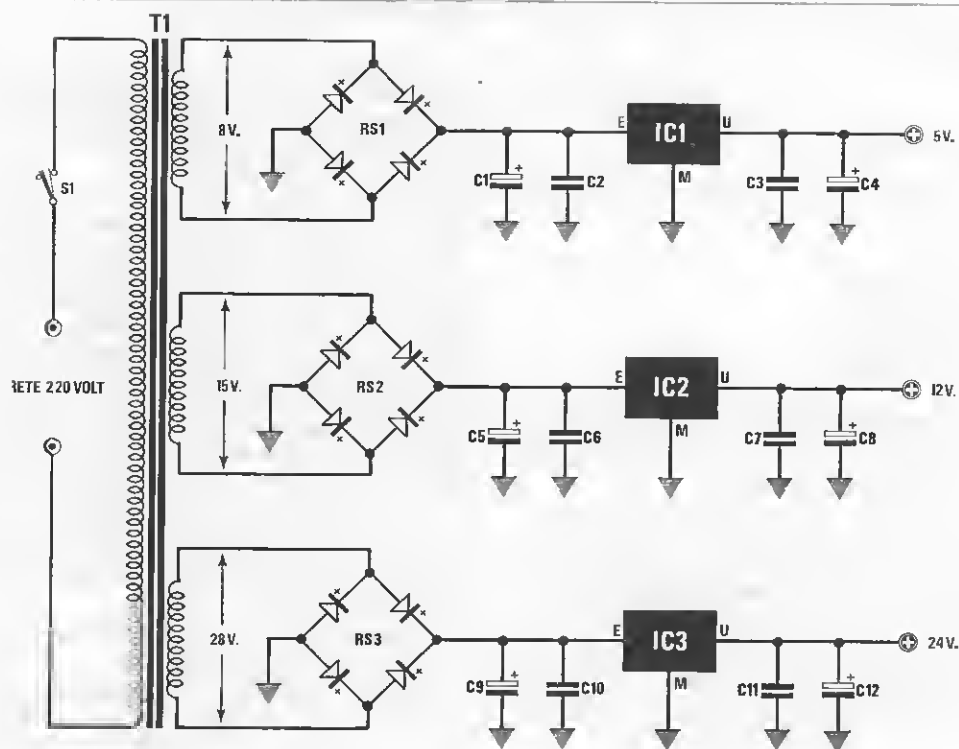 T1
S1
RETE 220 VOLT
8V.
RS1
C1
+
C2
E
IC1
U
M
C3
C4
+
5V.
15V.
RS2
C5
+
C6
E
IC2
U
M
C7
C8
+
12V.
28V.
RS3
C9
+
C10
E
IC3
U
M
C11
C12
+
24V.